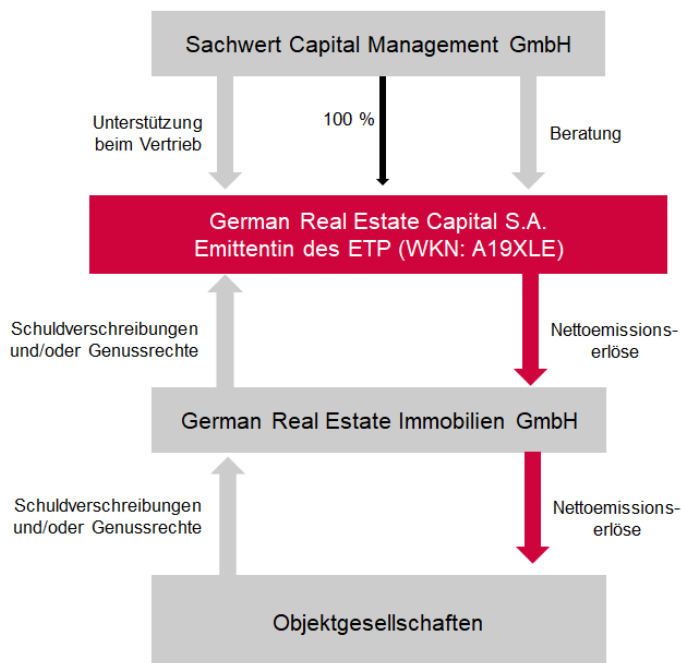 Sachwert Capital Management GmbH
Unterstützung
beim Vertrieb
100 %
Beratung
German Real Estate Capital S.A.
Emittentin des ETP (WKN: A19XLE)
Schuldverschreibungen
und/oder Genussrechte
Nettoemissions-
erlöse
German Real Estate Immobilien GmbH
Schuldverschreibungen
und/oder Genussrechte
Nettoemissions-
erlöse
Objektgesellschaften